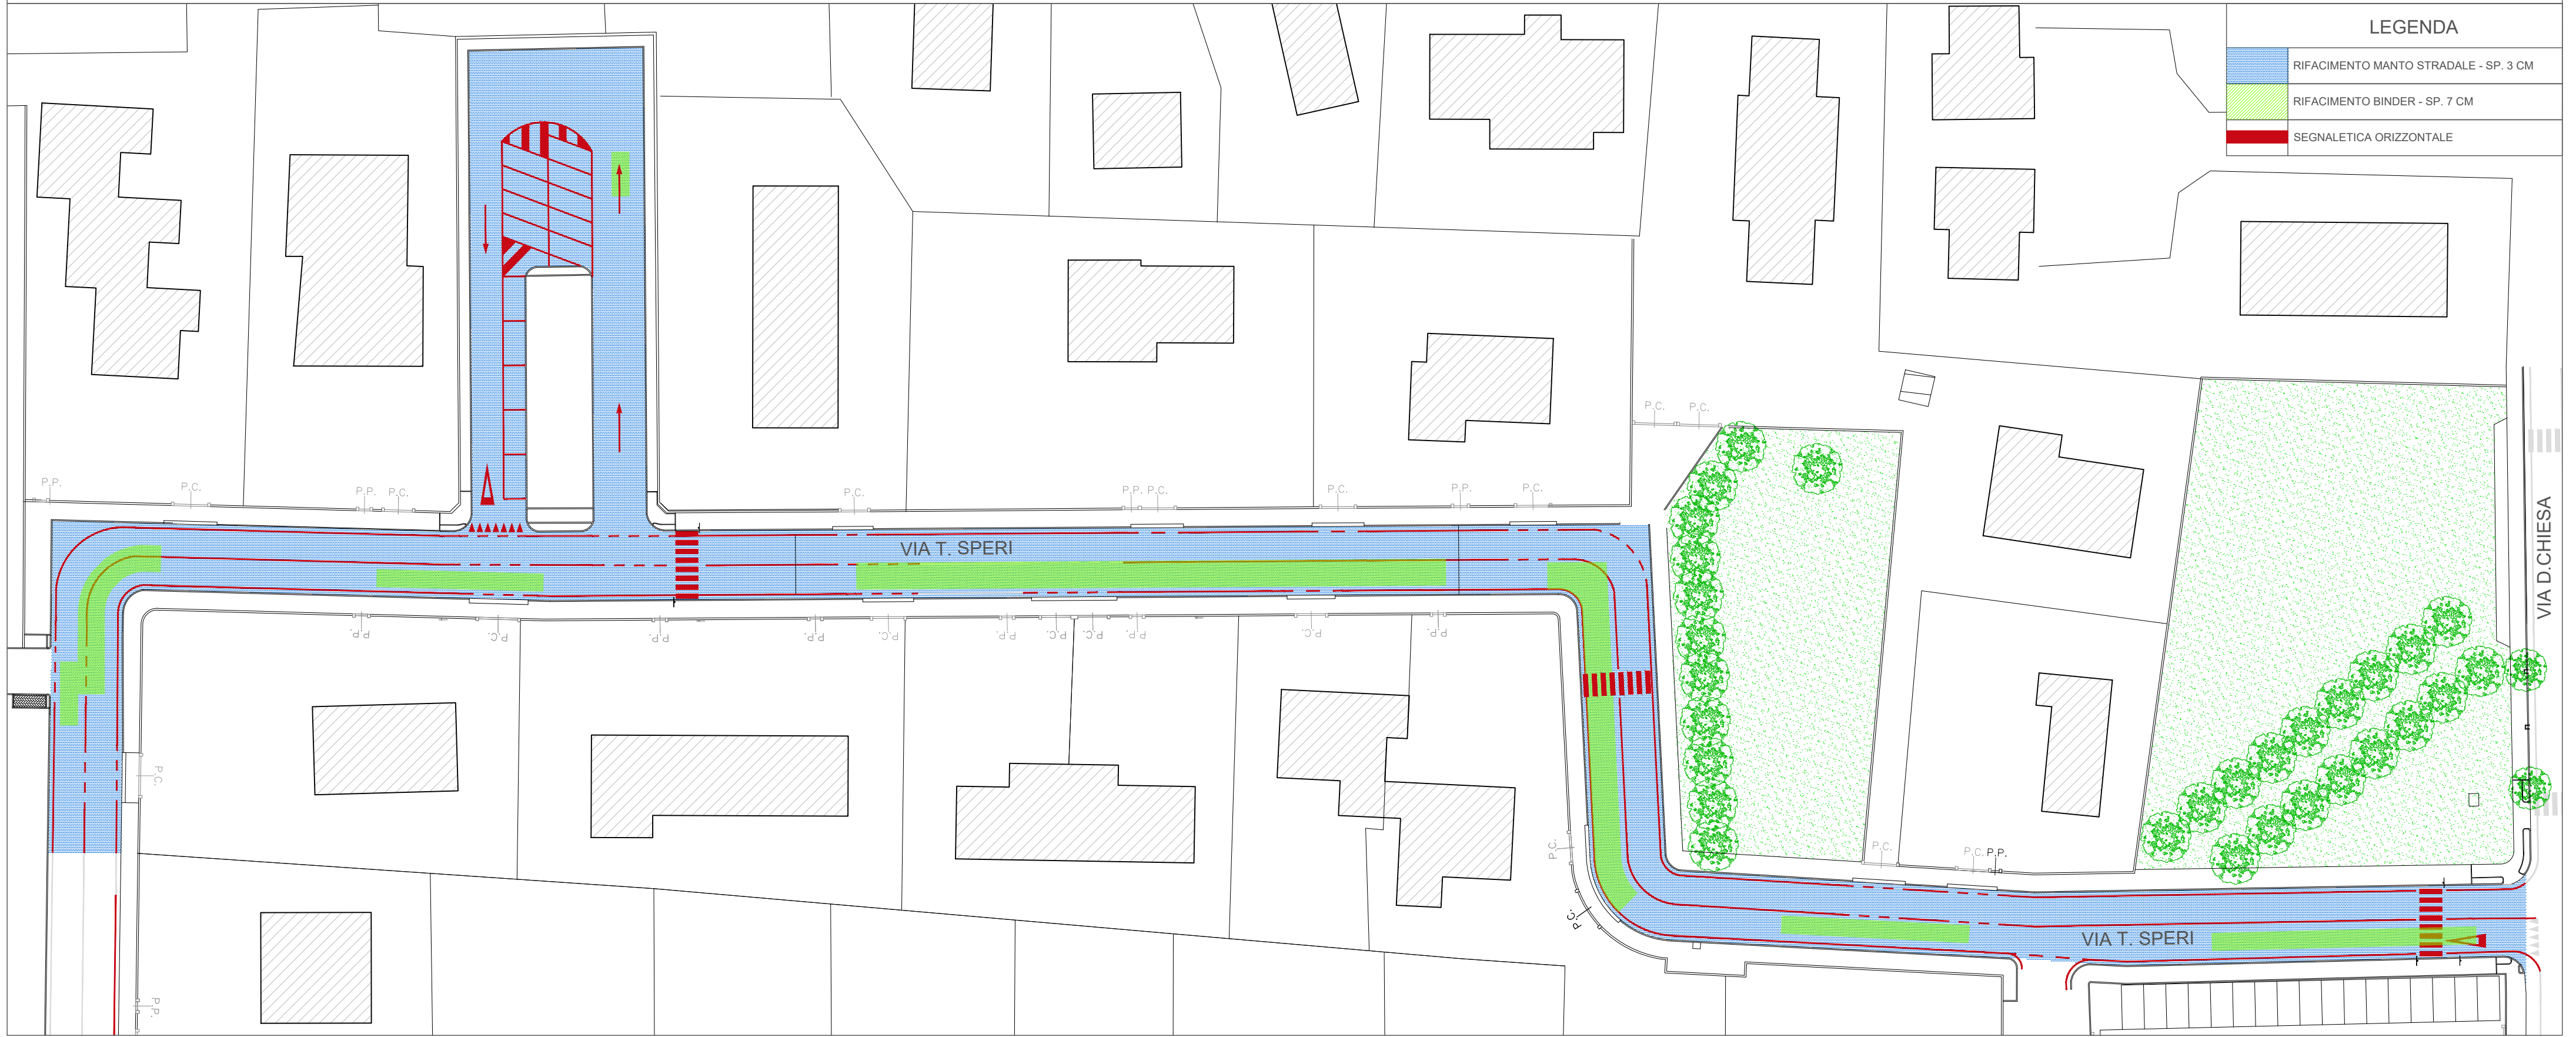 LEGENDA
RIFACIMENTO MANTO STRADALE - SP. 3 CM
RIFACIMENTO BINDER - SP. 7 CM
SEGNALETICA ORIZZONTALE
P.C.
P.C.
P.P.
P.C.
P.P.
P.C.
P.C.
P.P.
P.C.
P.C.
P.P.
P.C.
VIA D.CHIESA
VIA T. SPERI
P.P.
P.C.
P.P.
P.P.
P.C.
P.P.
P.C.
P.C.
P.P.
P.C.
P.P.
P.C.
P.C.
P.C.
P.C.
P.P.
P.C.
VIA T. SPERI
P.P.